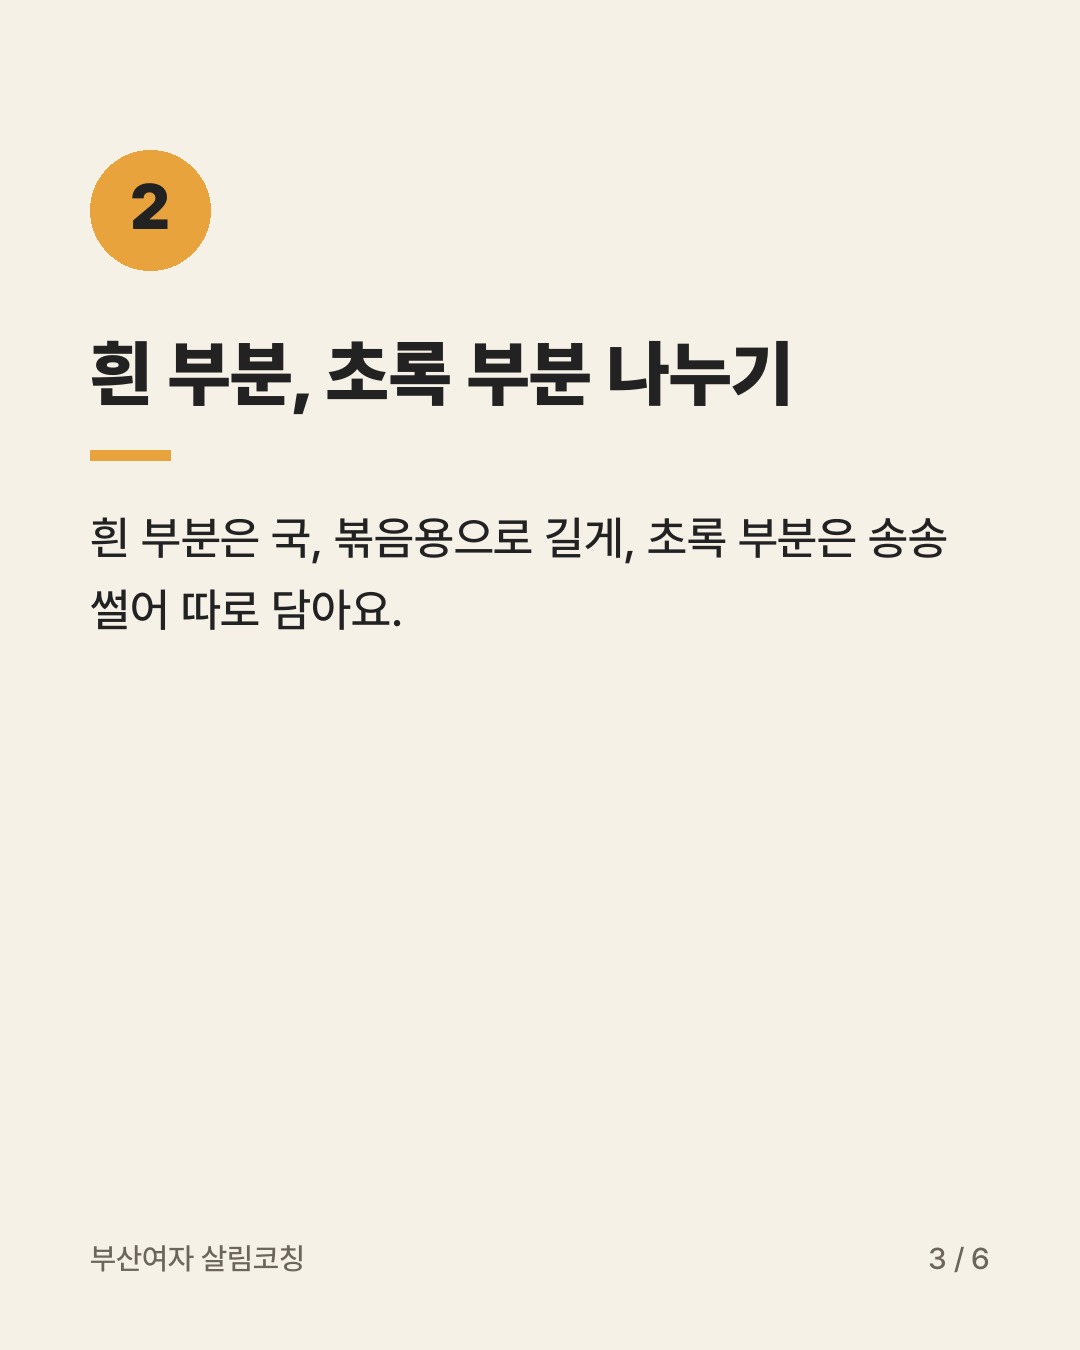 2
흰 부분, 초록 부분 나누기
흰 부분은 국, 볶음용으로 길게, 초록 부분은 송송
썰어 따로 담아요.
부산여자 살림코칭
3 / 6